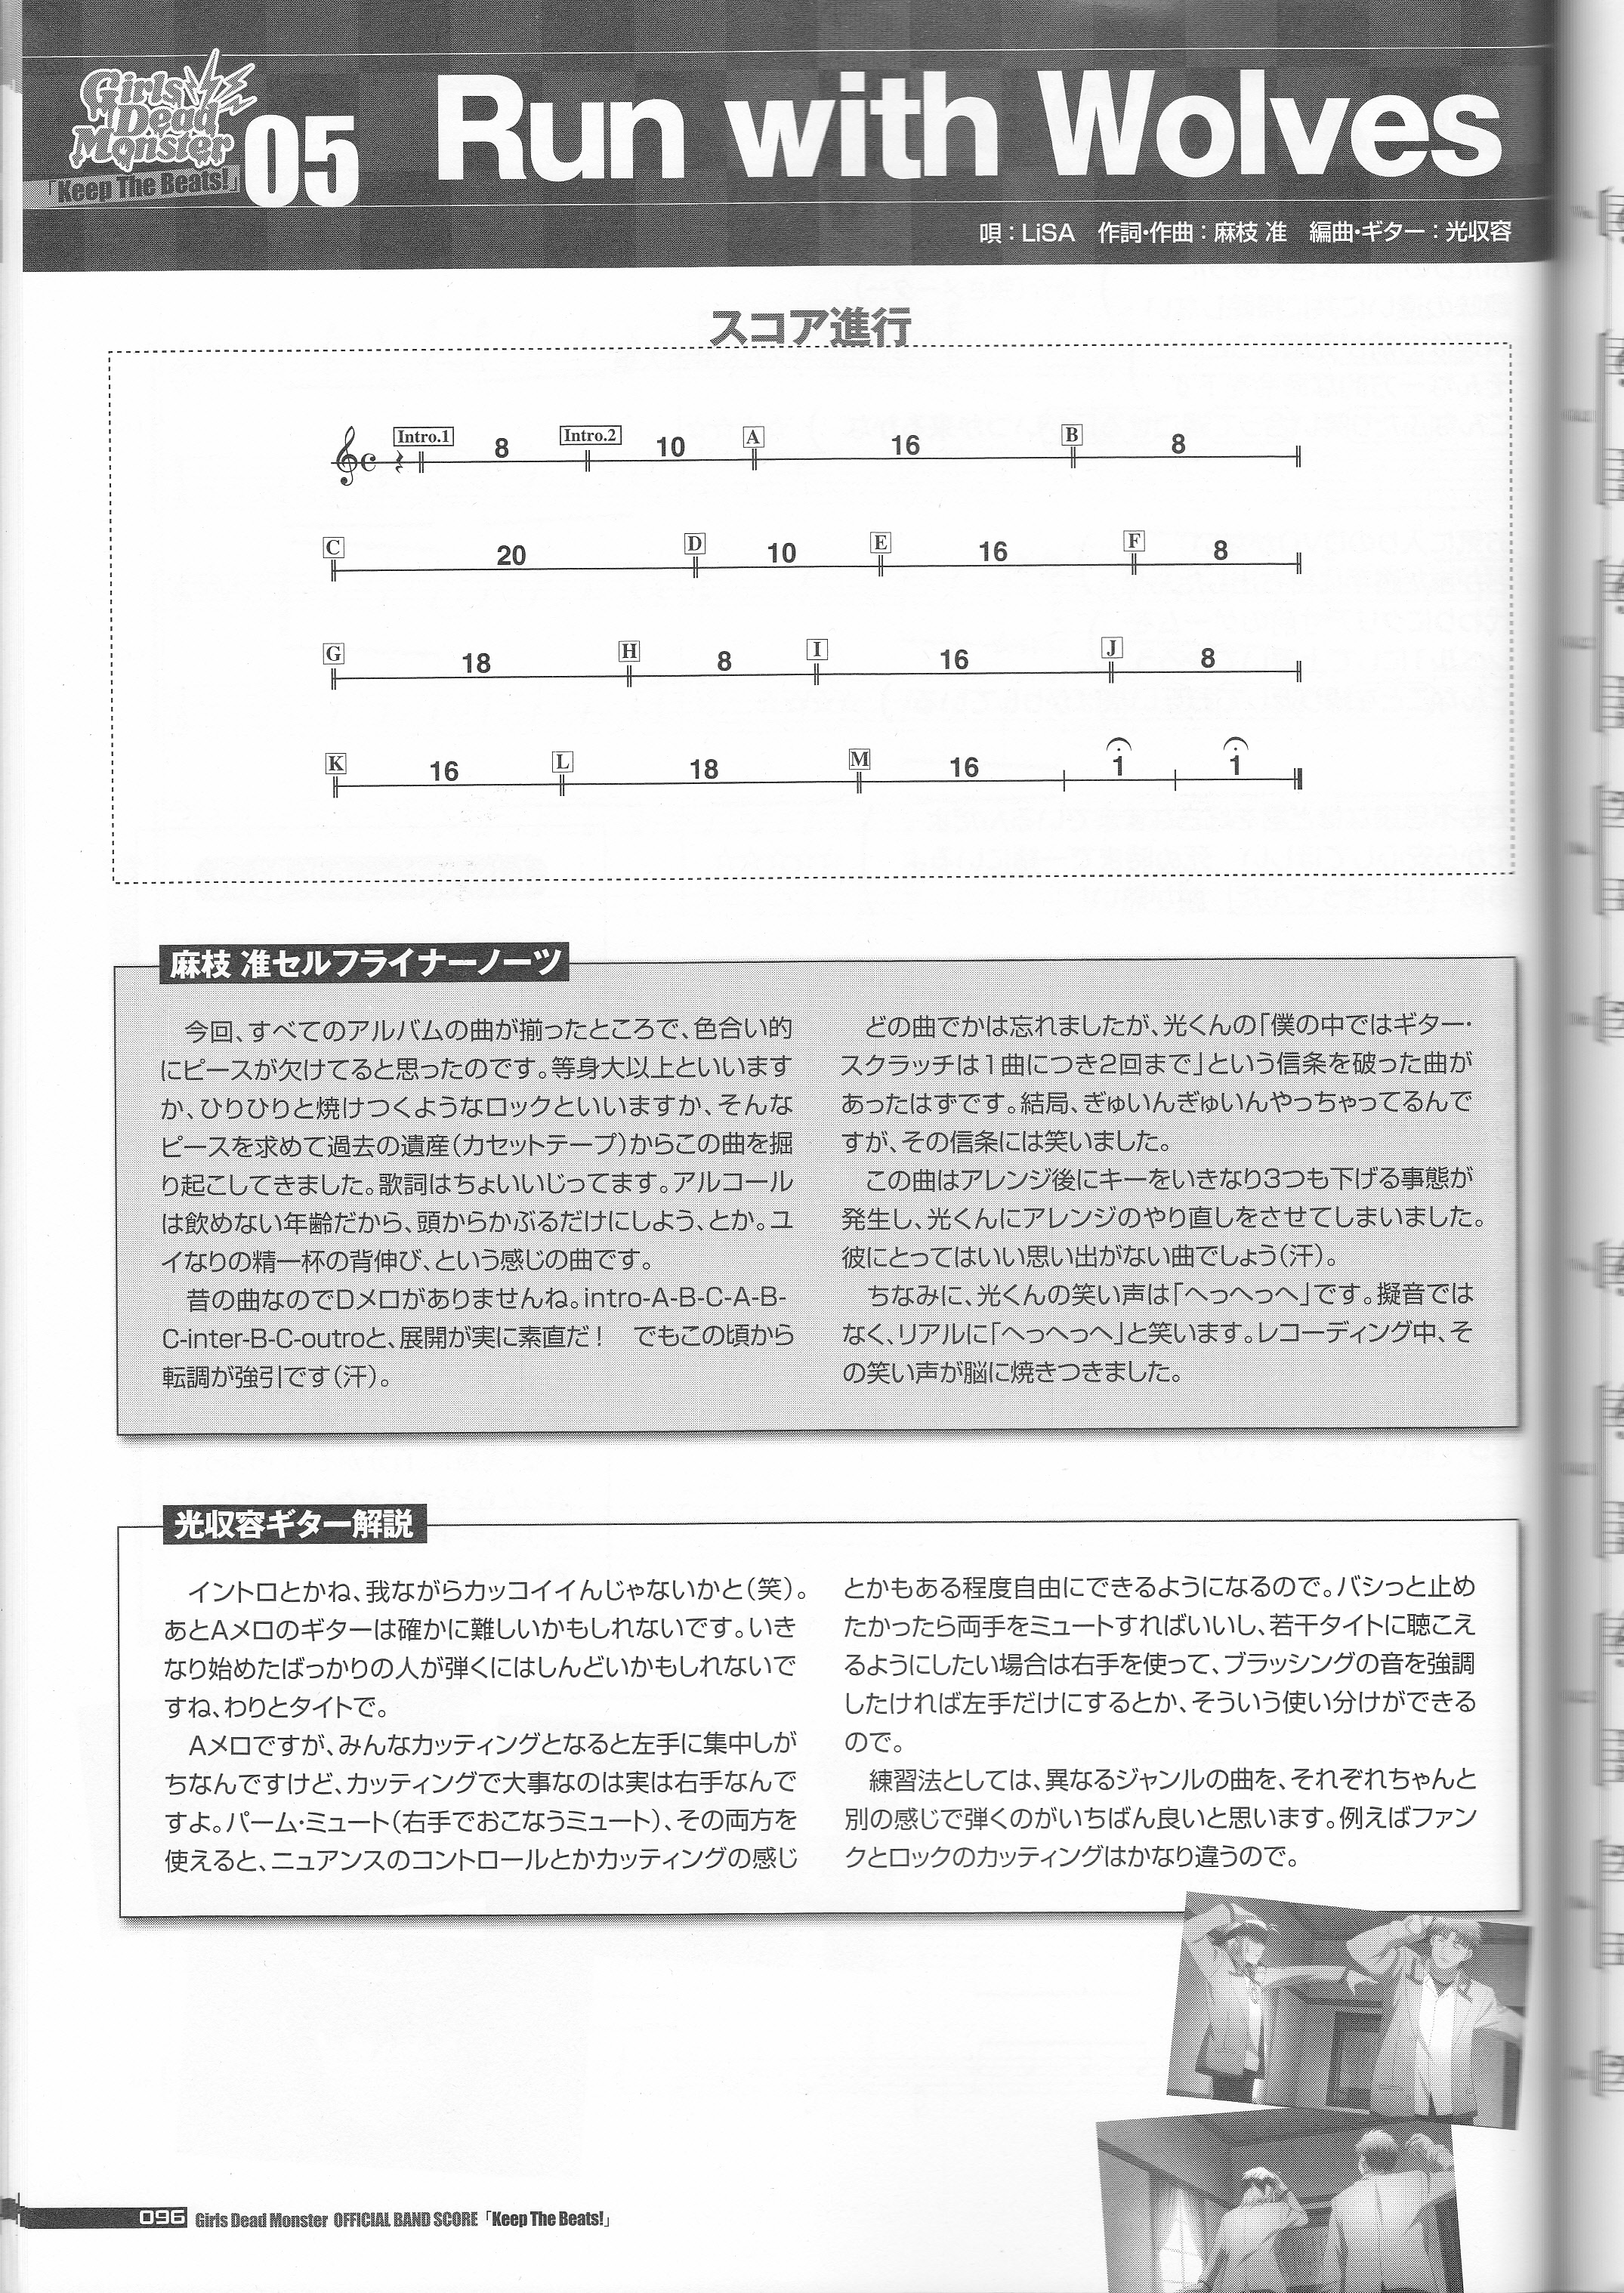 Girls
Dead
Monster
「Keep The Beats!」
05
Run with Wolves
唄：LiSA　作詞・作曲：麻枝 准　編曲・ギター：光収容
スコア進行
Intro.1 8 Intro.2 10 A 16 B 8
C 20 D 10 E 16 F 8
G 18 H 8 I 16 J 8
K 16 L 18 M 16 1 1
麻枝 准セルフライナーノーツ
今回、すべてのアルバムの曲が揃ったところで、色合い的
にピースが欠けてると思ったのです。等身大以上といいます
か、ひりひりと焼けつくようなロックといいますか、そんな
ピースを求めて過去の遺産（カセットテープ）からこの曲を掘
り起こしてきました。歌詞はちょいいじってます。アルコール
は飲めない年齢だから、頭からかぶるだけにしよう、とか。ユ
イなりの精一杯の背伸び、という感じの曲です。
昔の曲なのでDメロがありませんね。intro-A-B-C-A-B-
C-inter-B-C-outroと、展開が実に素直だ！　でもこの頃から
転調が強引です（汗）。
どの曲でかは忘れましたが、光くんの「僕の中ではギター・
スクラッチは1曲につき2回まで」という信条を破った曲が
あったはずです。結局、ぎゅいんぎゅいんやっちゃってるんで
すが、その信条には笑いました。
この曲はアレンジ後にキーをいきなり3つも下げる事態が
発生し、光くんにアレンジのやり直しをさせてしまいました。
彼にとってはいい思い出がない曲でしょう（汗）。
ちなみに、光くんの笑い声は「へっへっへ」です。擬音では
なく、リアルに「へっへっへ」と笑います。レコーディング中、そ
の笑い声が脳に焼きつきました。
光収容ギター解説
イントロとかね、我ながらカッコイイんじゃないかと（笑）。
あとAメロのギターは確かに難しいかもしれないです。いき
なり始めたばっかりの人が弾くにはしんどいかもしれないで
すね、わりとタイトで。
Aメロですが、みんなカッティングとなると左手に集中しが
ちなんですけど、カッティングで大事なのは実は右手なんで
すよ。パーム・ミュート（右手でおこなうミュート）、その両方を
使えると、ニュアンスのコントロールとかカッティングの感じ
とかもある程度自由にできるようになるので。バシっと止め
たかったら両手をミュートすればいいし、若干タイトに聴こえ
るようにしたい場合は右手を使って、ブラッシングの音を強調
したければ左手だけにするとか、そういう使い分けができる
ので。
練習法としては、異なるジャンルの曲を、それぞれちゃんと
別の感じで弾くのがいちばん良いと思います。例えばファン
クとロックのカッティングはかなり違うので。
096 Girls Dead Monster OFFICIAL BAND SCORE「Keep The Beats!」